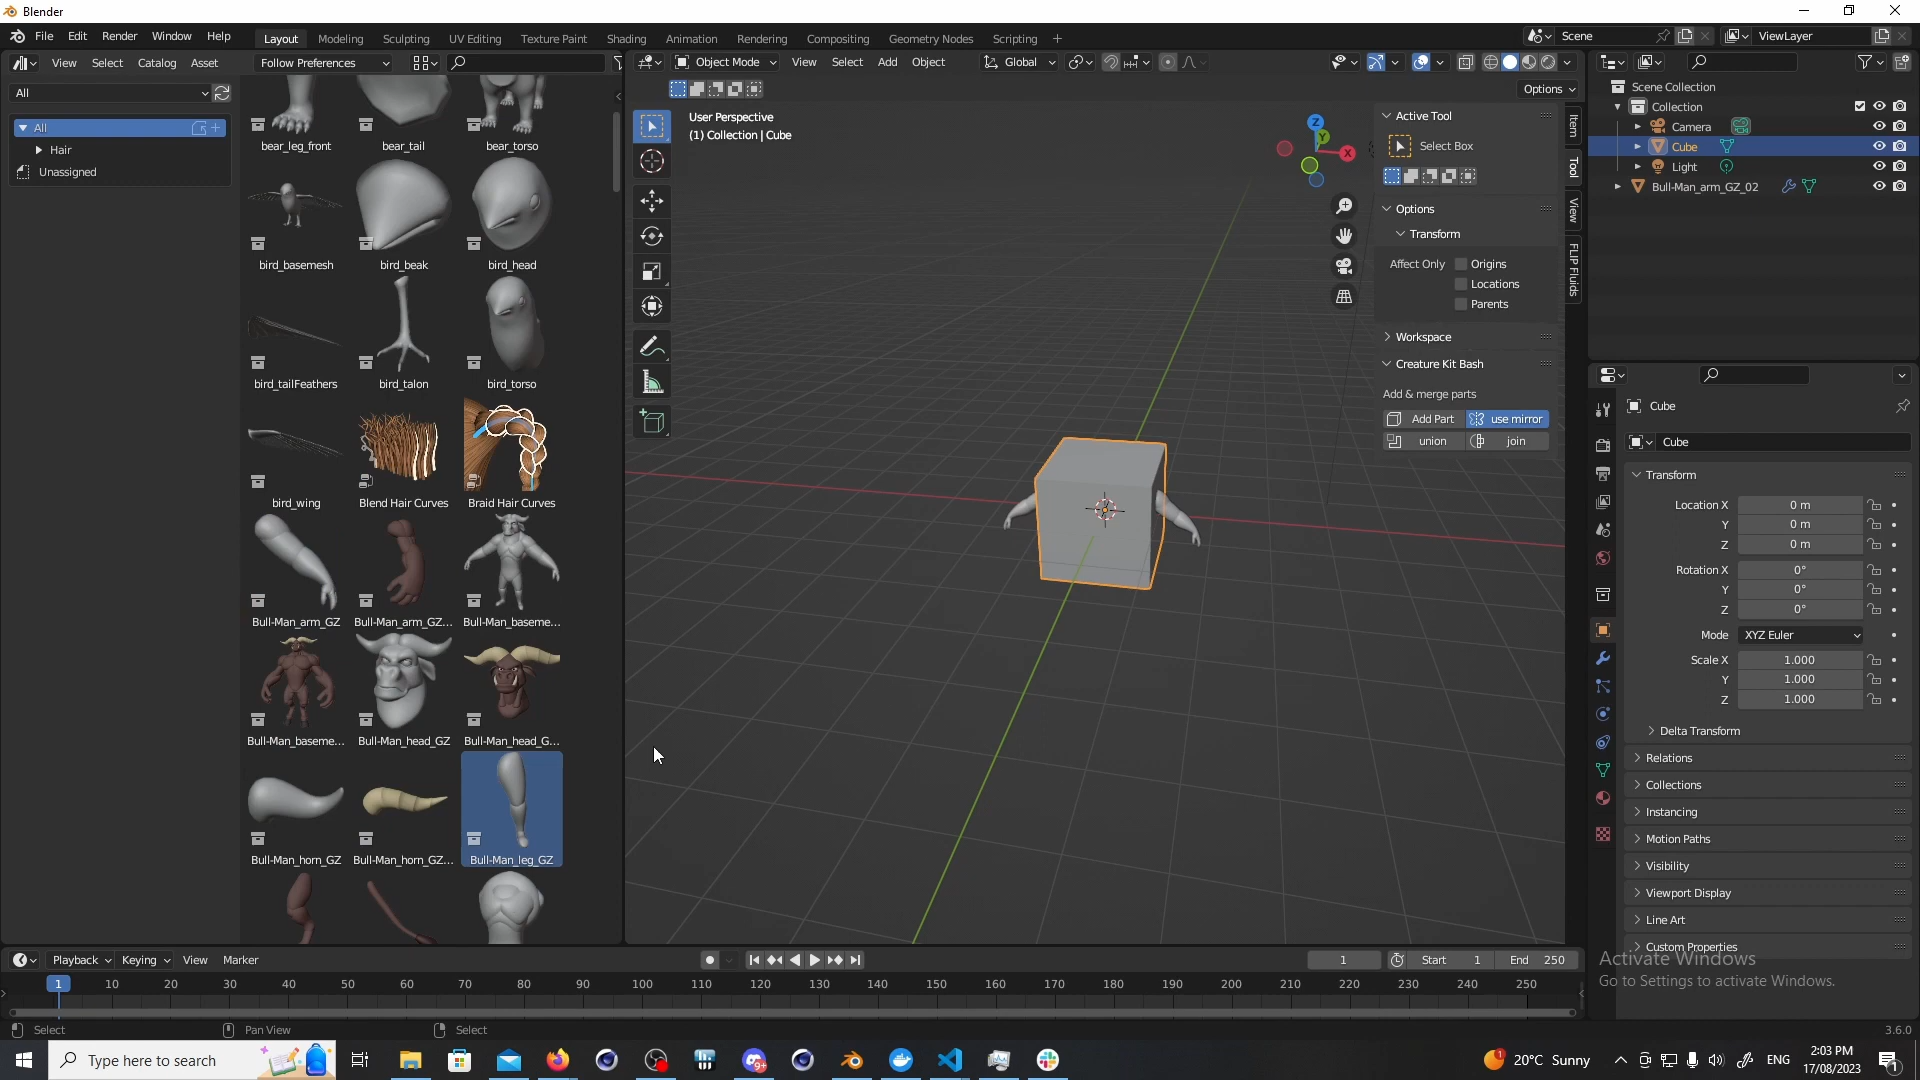 Blender
File Edit Render Window Help
Layout Modeling Sculpting UV Editing Texture Paint Shading Animation Rendering Compositing Geometry Nodes Scripting +
Scene
ViewLayer
View Select Catalog Asset
Follow Preferences
Object Mode
View Select Add Object
Global
All
All
Hair
Unassigned
bear_leg_front
bear_tail
bear_torso
bird_basemesh
bird_beak
bird_head
bird_tailFeathers
bird_talon
bird_torso
bird_wing
Blend Hair Curves
Braid Hair Curves
Bull-Man_arm_GZ
Bull-Man_arm_GZ...
Bull-Man_baseme...
Bull-Man_baseme...
Bull-Man_head_GZ
Bull-Man_head_G...
Bull-Man_horn_GZ
Bull-Man_horn_GZ...
Bull-Man_leg_GZ
Options
User Perspective
(1) Collection | Cube
Z
Y
X
Active Tool
Select Box
Options
Transform
Affect Only
Origins
Locations
Parents
Workspace
Creature Kit Bash
Add & merge parts
Add Part
use mirror
union
join
Item
Tool
View
FLIP Fluids
Scene Collection
Collection
Camera
Cube
Light
Bull-Man_arm_GZ_02
Cube
Cube
Transform
Location X 0 m
Y 0 m
Z 0 m
Rotation X 0°
Y 0°
Z 0°
Mode XYZ Euler
Scale X 1.000
Y 1.000
Z 1.000
Delta Transform
Relations
Collections
Instancing
Motion Paths
Visibility
Viewport Display
Line Art
Custom Properties
Activate Windows
Go to Settings to activate Windows.
Playback Keying View Marker
1
Start 1
End 250
1 10 20 30 40 50 60 70 80 90 100 110 120 130 140 150 160 170 180 190 200 210 220 230 240 250
Select
Pan View
Select
3.6.0
Type here to search
9+
1
20°C Sunny
ENG
2:03 PM
17/08/2023
1